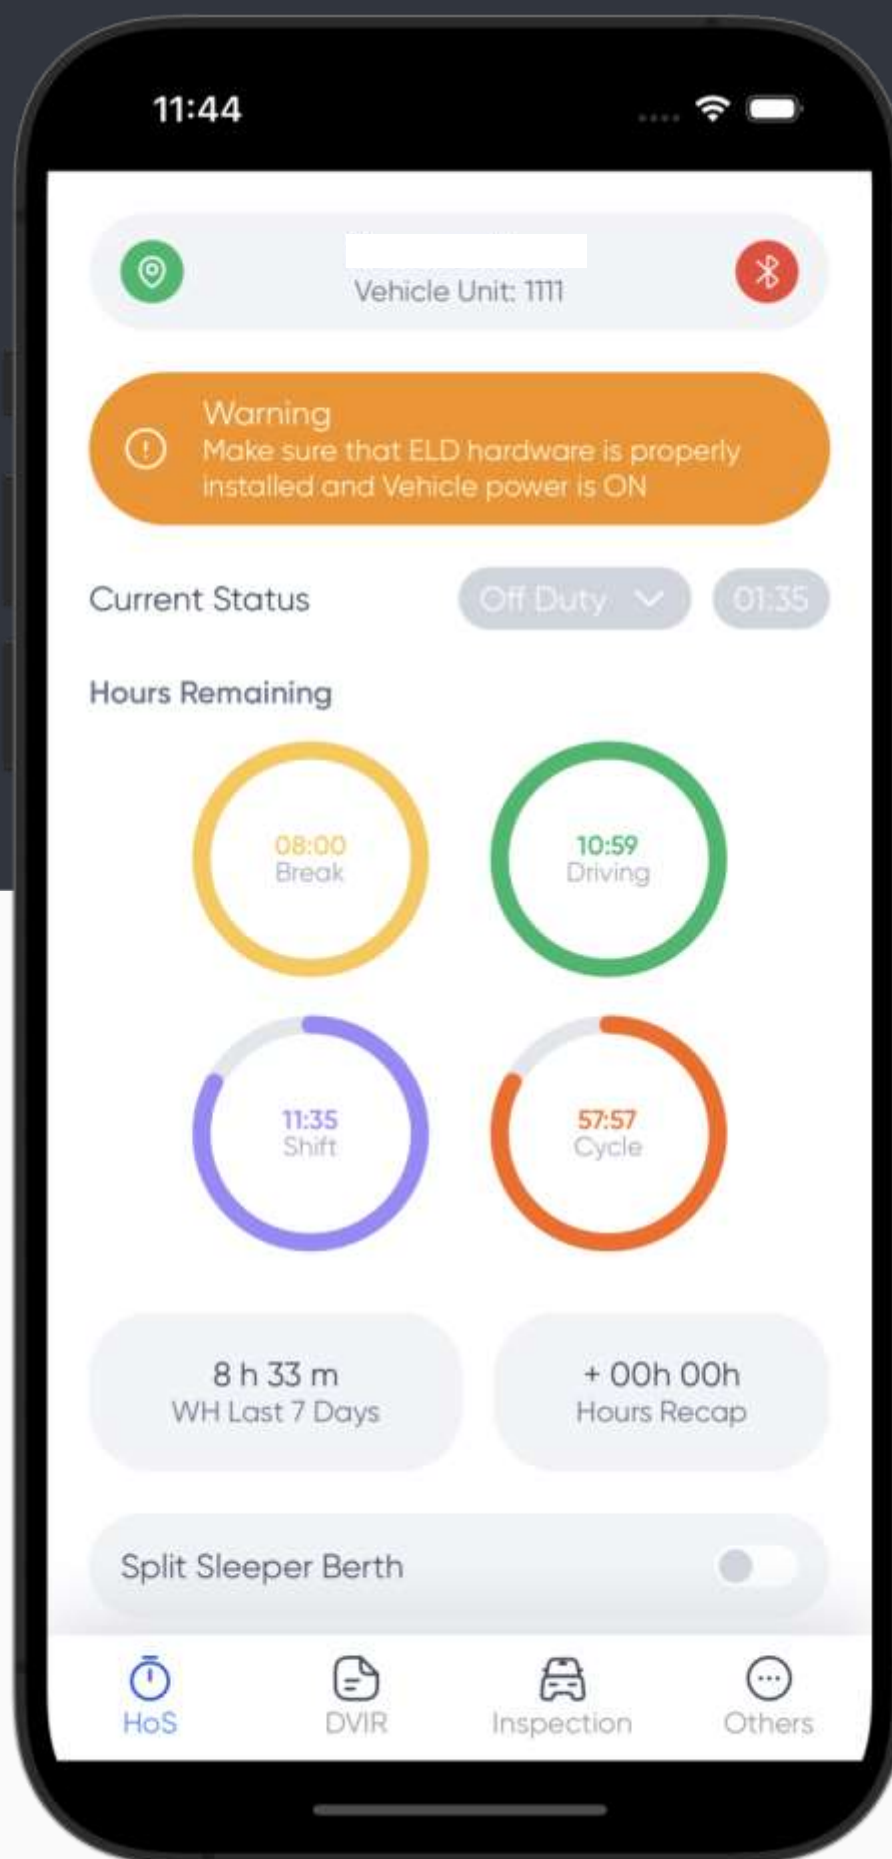 11:44
Vehicle Unit: 1111
Warning
Make sure that ELD hardware is properly
installed and Vehicle power is ON
Current Status
Off Duty
01:35
Hours Remaining
08:00
Break
10:59
Driving
11:35
Shift
57:57
Cycle
8 h 33 m
WH Last 7 Days
+ 00h 00h
Hours Recap
Split Sleeper Berth
HoS
DVIR
Inspection
Others